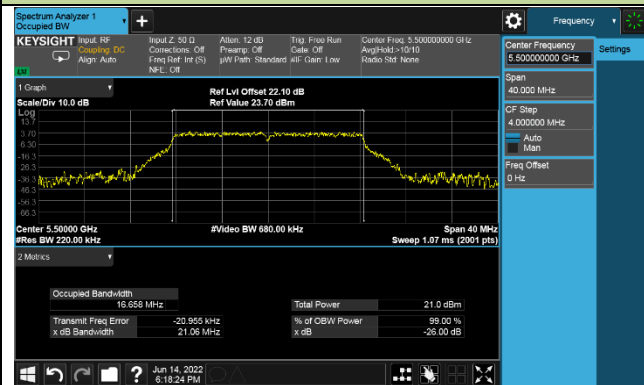 Spectrum Analyzer 1
Occupied BW
+
Frequency
KEYSIGHT
Input: RF
Coupling: DC
Align: Auto
Input Z: 50 Ω
Corrections: Off
Freq Ref: Int (S)
NFE: Off
Atten: 12 dB
Preamp: Off
µW Path: Standard
Trig: Free Run
Gate: Off
#IF Gain: Low
Center Freq: 5.500000000 GHz
Avg|Hold:>10/10
Radio Std: None
LXI
Center Frequency
5.500000000 GHz
Settings
Span
40.000 MHz
CF Step
4.000000 MHz
Auto
Man
Freq Offset
0 Hz
1 Graph
Scale/Div 10.0 dB
Ref Lvl Offset 22.10 dB
Ref Value 23.70 dBm
Log
13.7
3.70
-6.30
-16.3
-26.3
-36.3
-46.3
-56.3
-66.3
Center 5.50000 GHz
#Video BW 680.00 kHz
Span 40 MHz
#Res BW 220.00 kHz
Sweep 1.07 ms (2001 pts)
2 Metrics
Occupied Bandwidth
16.658 MHz
Total Power 21.0 dBm
Transmit Freq Error -20.955 kHz
% of OBW Power 99.00 %
x dB Bandwidth 21.06 MHz
x dB -26.00 dB
?
Jun 14, 2022
6:18:24 PM